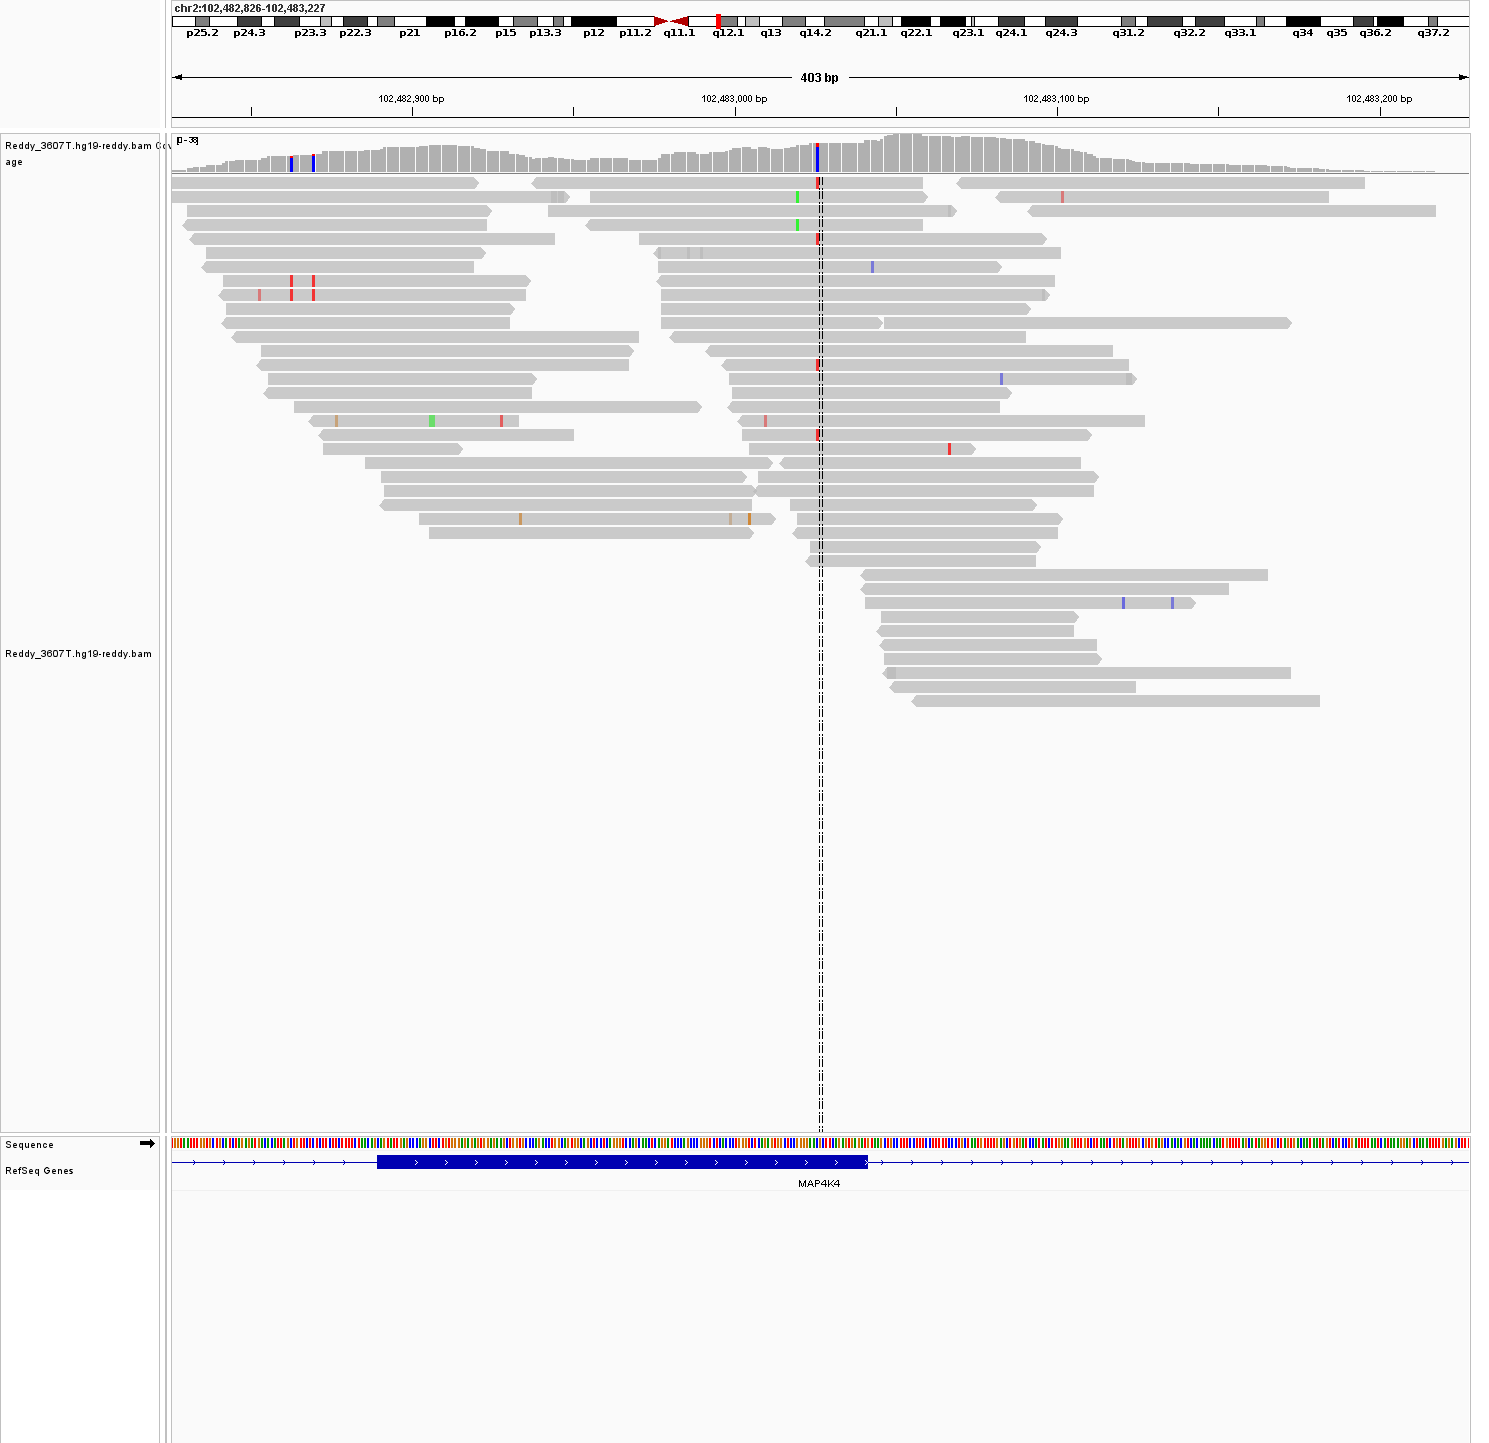 chr2:102,482,826-102,483,227
p25.2 p24.3 p23.3 p22.3 p21 p16.2 p15 p13.3 p12 p11.2 q11.1 q12.1 q13 q14.2 q21.1 q22.1 q23.1 q24.1 q24.3 q31.2 q32.2 q33.1 q34 q35 q36.2 q37.2
403 bp
102,482,900 bp 102,483,000 bp 102,483,100 bp 102,483,200 bp
Reddy_3607T.hg19-reddy.bam Cov
age
[0-38]
Reddy_3607T.hg19-reddy.bam
Sequence
RefSeq Genes
MAP4K4